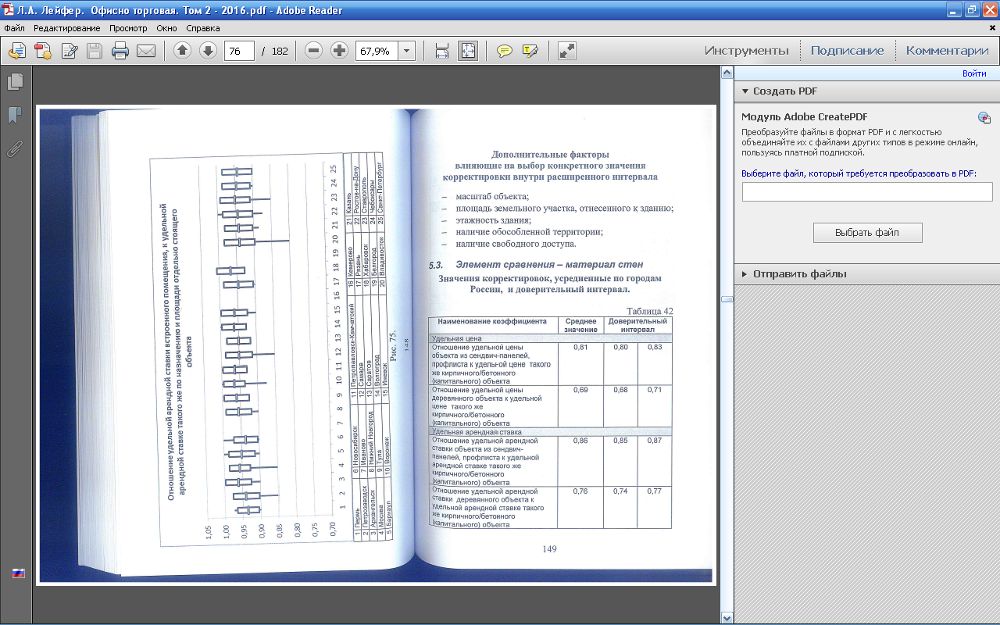 Л.А. Лейфер. Офисно торговая. Том 2 - 2016.pdf - Adobe Reader
Файл Редактирование Просмотр Окно Справка
76 / 182 67,9% Инструменты Подписание Комментарии
Отношение удельной арендной ставки встроенного помещения, к удельной
арендной ставке такого же по назначению и площади отдельно стоящего
объекта
1,05
1,00
0,95
0,90
0,85
0,80
0,75
0,70
1 2 3 4 5 6 7 8 9 10 11 12 13 14 15 16 17 18 19 20 21 22 23 24 25
1 Пермь 6 Новосибирск 11 Петропавловск-Камчатский 16 Кемерово 21 Казань
2 Петрозаводск 7 Иваново 12 Самара 17 Рязань 22 Ростов-на-Дону
3 Архангельск 8 Нижний Новгород 13 Саратов 18 Хабаровск 23 Ставрополь
4 Москва 9 Тула 14 Волгоград 19 Белгород 24 Чебоксары
5 Барнаул 10 Воронеж 15 Ижевск 20 Владивосток 25 Санкт-Петербург
Рис. 75.
148
Дополнительные факторы
влияющие на выбор конкретного значения
корректировки внутри расширенного интервала
– масштаб объекта;
– площадь земельного участка, отнесенного к зданию;
– этажность здания;
– наличие обособленной территории;
– наличие свободного доступа.
5.3. Элемент сравнения – материал стен
Значения корректировок, усредненные по городам
России, и доверительный интервал.
Таблица 42
Наименование коэффициента Среднее Доверительный
значение интервал
Удельная цена
Отношение удельной цены 0,81 0,80 0,83
объекта из сендвич-панелей,
профлиста к удельной цене такого
же кирпичного/бетонного
(капитального) объекта
Отношение удельной цены 0,69 0,68 0,71
деревянного объекта к удельной
цене такого же
кирпичного/бетонного
(капитального) объекта
Удельная арендная ставка
Отношение удельной арендной 0,86 0,85 0,87
ставки объекта из сендвич-
панелей, профлиста к удельной
арендной ставке такого же
кирпичного/бетонного
(капитального) объекта
Отношение удельной арендной 0,76 0,74 0,77
ставки деревянного объекта к
удельной арендной ставке такого
же кирпичного/бетонного
(капитального) объекта
149
Войти
Создать PDF
Модуль Adobe CreatePDF
Преобразуйте файлы в формат PDF и с легкостью
объединяйте их с файлами других типов в режиме онлайн,
пользуясь платной подпиской.
Выберите файл, который требуется преобразовать в PDF:
Выбрать файл
Отправить файлы